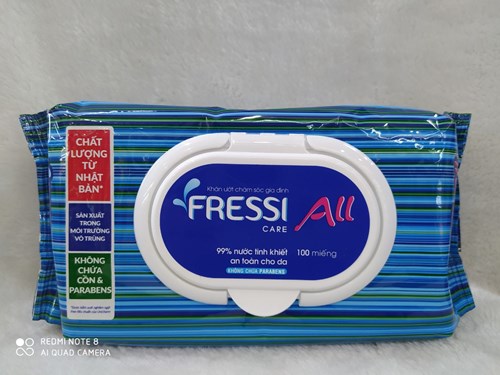 CHẤT
LƯỢNG
TỪ
NHẬT
BẢN*
SẢN XUẤT
TRONG
MÔI TRƯỜNG
VÔ TRÙNG
KHÔNG
CHỨA
CỒN &
PARABENS
Khăn ướt chăm sóc gia đình
FRESSI All
CARE
99% nước tinh khiết 100 miếng
an toàn cho da
KHÔNG CHỨA PARABENS
REDMI NOTE 8
AI QUAD CAMERA